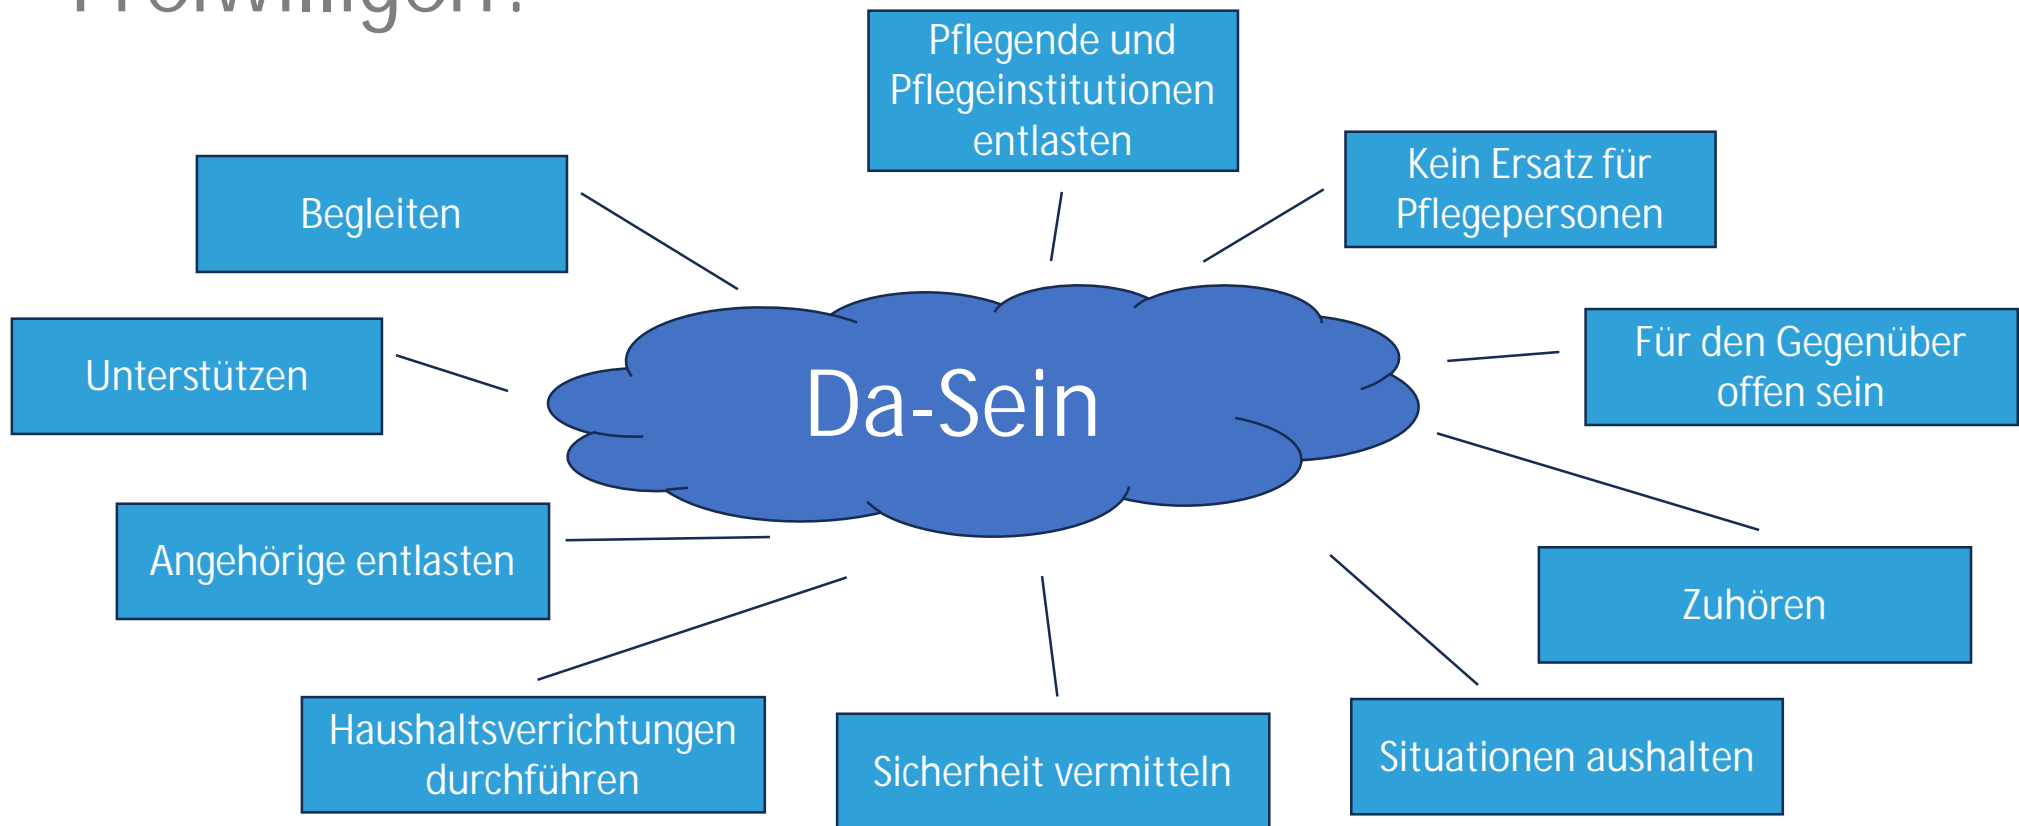 Freiwilligen?
Pflegende und
Pflegeinstitutionen
entlasten
Kein Ersatz für
Pflegepersonen
Begleiten
Für den Gegenüber
offen sein
Unterstützen
Da-Sein
Angehörige entlasten
Zuhören
Haushaltsverrichtungen
durchführen
Sicherheit vermitteln
Situationen aushalten